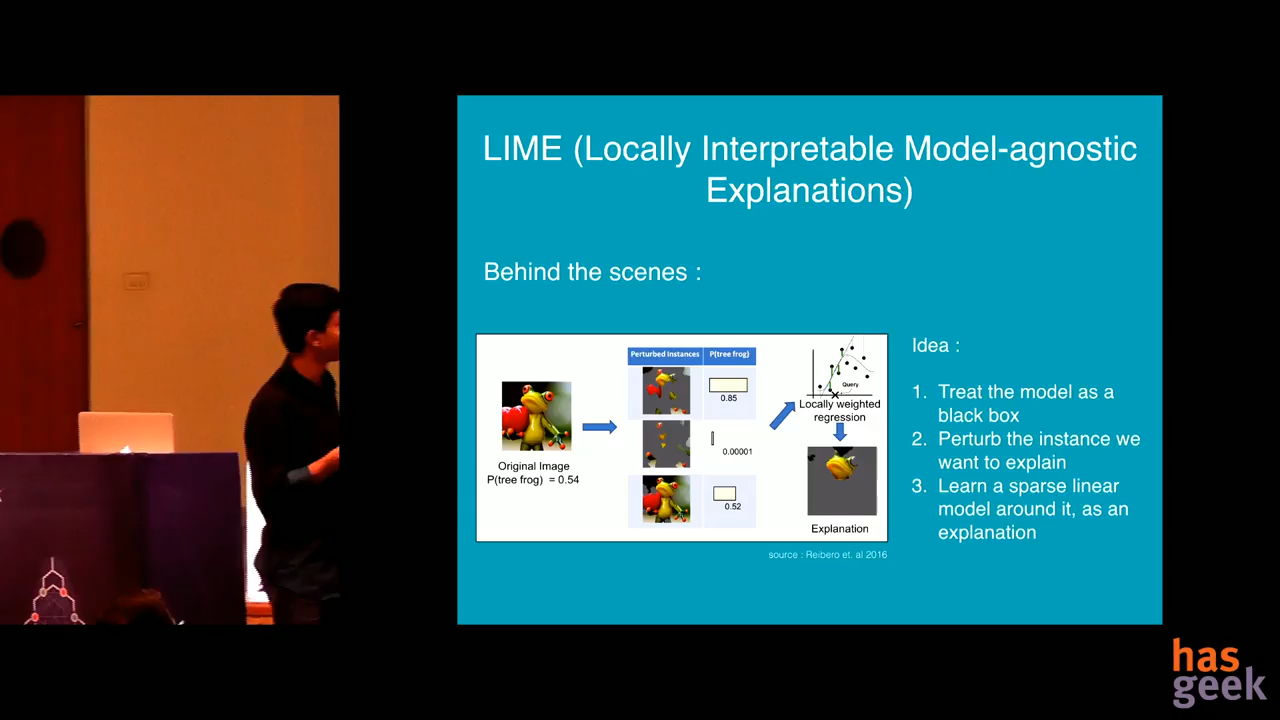 LIME (Locally Interpretable Model-agnostic
Explanations)
Behind the scenes :
Original Image
P(tree frog) = 0.54
Perturbed Instances
P(tree frog)
0.85
0.00001
0.52
Query
Locally weighted
regression
Explanation
source : Reibero et. al 2016
Idea :
1. Treat the model as a
black box
2. Perturb the instance we
want to explain
3. Learn a sparse linear
model around it, as an
explanation
has
geek